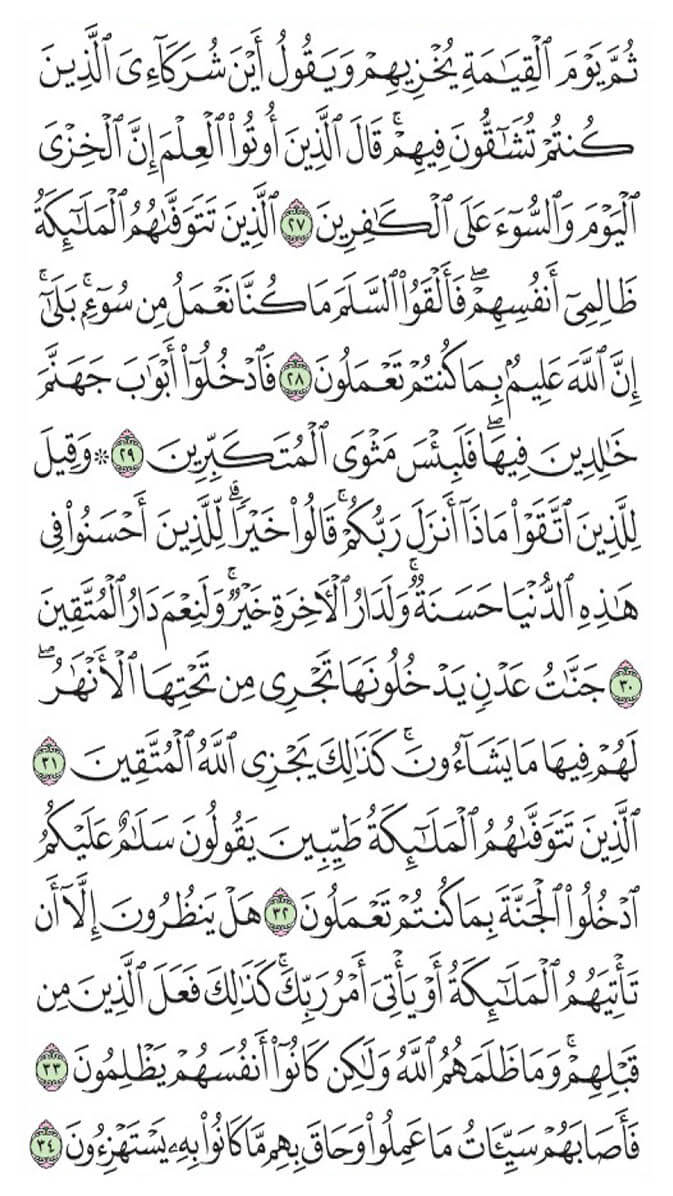 ثُمَّ يَوْمَ ٱلْقِيَـٰمَةِ يُخْزِيهِمْ وَيَقُولُ أَيْنَ شُرَكَآءِىَ ٱلَّذِينَ
كُنتُمْ تُشَـٰٓقُّونَ فِيهِمْ ۚ قَالَ ٱلَّذِينَ أُوتُوا۟ ٱلْعِلْمَ إِنَّ ٱلْخِزْىَ
ٱلْيَوْمَ وَٱلسُّوٓءَ عَلَى ٱلْكَـٰفِرِينَ ٢٧ ٱلَّذِينَ تَتَوَفَّىٰهُمُ ٱلْمَلَـٰٓئِكَةُ
ظَالِمِىٓ أَنفُسِهِمْ ۖ فَأَلْقَوُا۟ ٱلسَّلَمَ مَا كُنَّا نَعْمَلُ مِن سُوٓءٍۭ ۚ بَلَىٰٓ ۚ
إِنَّ ٱللَّهَ عَلِيمٌۢ بِمَا كُنتُمْ تَعْمَلُونَ ٢٨ فَٱدْخُلُوٓا۟ أَبْوَٰبَ جَهَنَّمَ
خَـٰلِدِينَ فِيهَا ۖ فَلَبِئْسَ مَثْوَى ٱلْمُتَكَبِّرِينَ ٢٩ ۞ وَقِيلَ
لِلَّذِينَ ٱتَّقَوْا۟ مَاذَآ أَنزَلَ رَبُّكُمْ ۚ قَالُوا۟ خَيْرًا ۗ لِّلَّذِينَ أَحْسَنُوا۟ فِى
هَـٰذِهِ ٱلدُّنْيَا حَسَنَةٌ ۚ وَلَدَارُ ٱلْـَٔاخِرَةِ خَيْرٌ ۚ وَلَنِعْمَ دَارُ ٱلْمُتَّقِينَ
٣٠ جَنَّـٰتُ عَدْنٍ يَدْخُلُونَهَا تَجْرِى مِن تَحْتِهَا ٱلْأَنْهَـٰرُ ۖ
لَهُمْ فِيهَا مَا يَشَآءُونَ ۚ كَذَٰلِكَ يَجْزِى ٱللَّهُ ٱلْمُتَّقِينَ ٣١
ٱلَّذِينَ تَتَوَفَّىٰهُمُ ٱلْمَلَـٰٓئِكَةُ طَيِّبِينَ يَقُولُونَ سَلَـٰمٌ عَلَيْكُمُ
ٱدْخُلُوا۟ ٱلْجَنَّةَ بِمَا كُنتُمْ تَعْمَلُونَ ٣٢ هَلْ يَنظُرُونَ إِلَّآ أَن
تَأْتِيَهُمُ ٱلْمَلَـٰٓئِكَةُ أَوْ يَأْتِىَ أَمْرُ رَبِّكَ ۚ كَذَٰلِكَ فَعَلَ ٱلَّذِينَ مِن
قَبْلِهِمْ ۚ وَمَا ظَلَمَهُمُ ٱللَّهُ وَلَـٰكِن كَانُوٓا۟ أَنفُسَهُمْ يَظْلِمُونَ ٣٣
فَأَصَابَهُمْ سَيِّـَٔاتُ مَا عَمِلُوا۟ وَحَاقَ بِهِم مَّا كَانُوا۟ بِهِۦ يَسْتَهْزِءُونَ ٣٤